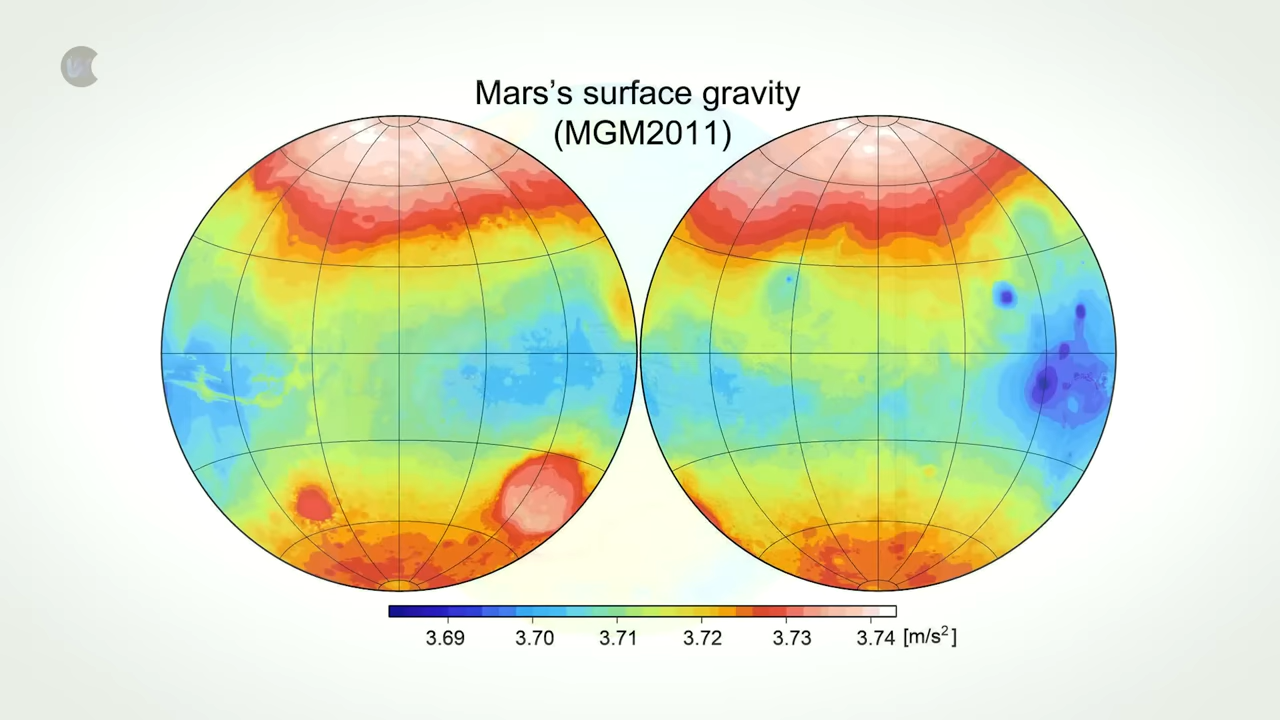 Mars’s surface gravity
(MGM2011)
3.69 3.70 3.71 3.72 3.73 3.74 [m/s²]